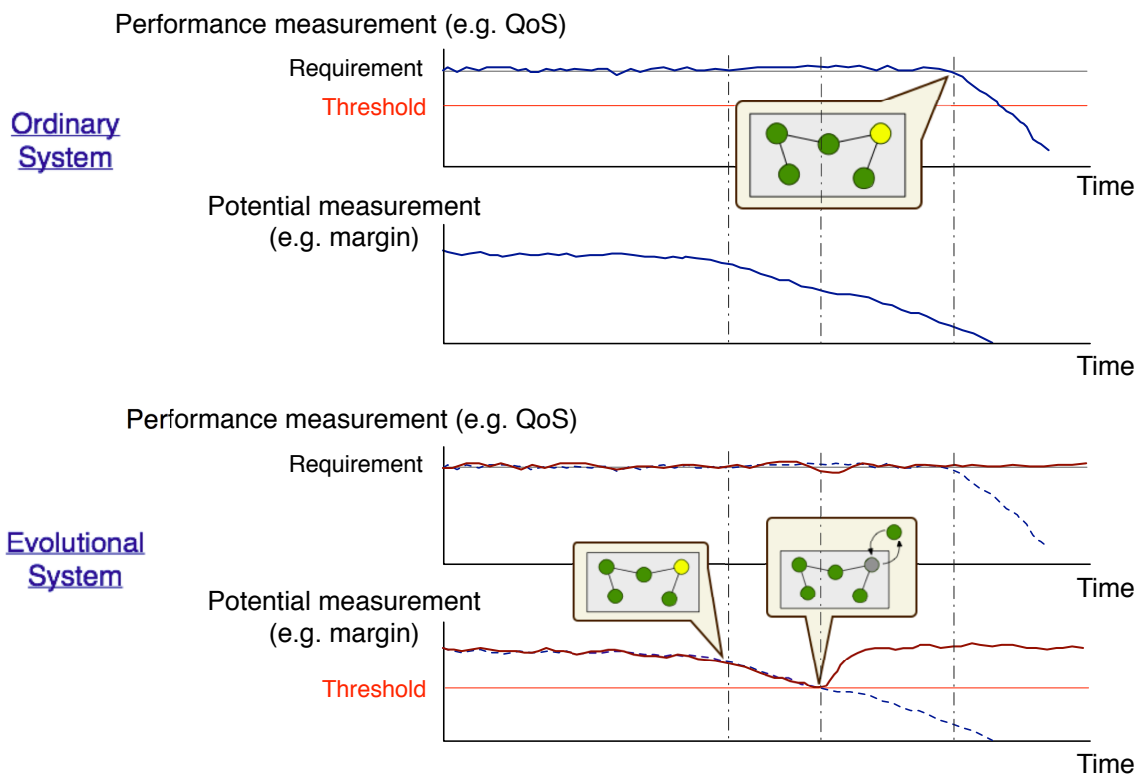 Performance measurement (e.g. QoS)
Requirement
Threshold
Ordinary
System
Time
Potential measurement
(e.g. margin)
Time
Performance measurement (e.g. QoS)
Requirement
Evolutional
System
Time
Potential measurement
(e.g. margin)
Threshold
Time